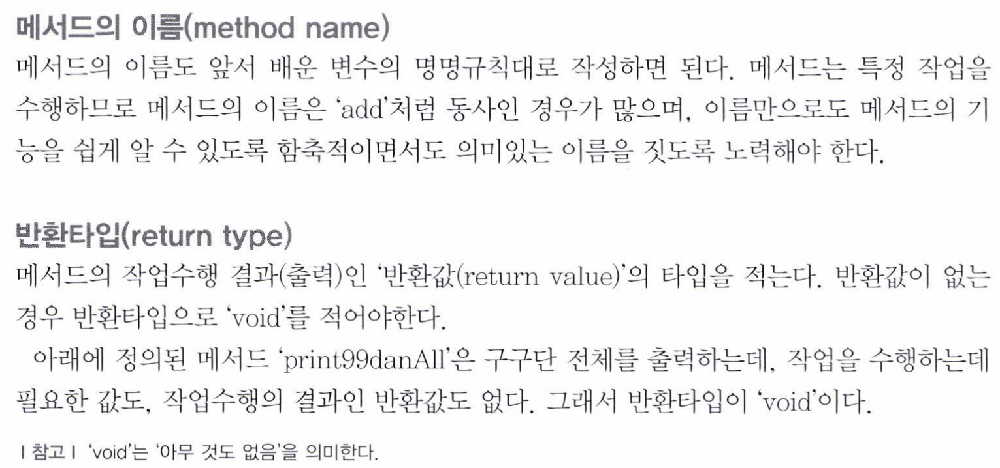 메서드의 이름(method name)
메서드의 이름도 앞서 배운 변수의 명명규칙대로 작성하면 된다. 메서드는 특정 작업을
수행하므로 메서드의 이름은 ‘add’처럼 동사인 경우가 많으며, 이름만으로도 메서드의 기
능을 쉽게 알 수 있도록 함축적이면서도 의미있는 이름을 짓도록 노력해야 한다.
반환타입(return type)
메서드의 작업수행 결과(출력)인 ‘반환값(return value)’의 타입을 적는다. 반환값이 없는
경우 반환타입으로 ‘void’를 적어야한다.
아래에 정의된 메서드 ‘print99danAll’은 구구단 전체를 출력하는데, 작업을 수행하는데
필요한 값도, 작업수행의 결과인 반환값도 없다. 그래서 반환타입이 ‘void’이다.
| 참고 | ‘void’는 ‘아무 것도 없음’을 의미한다.